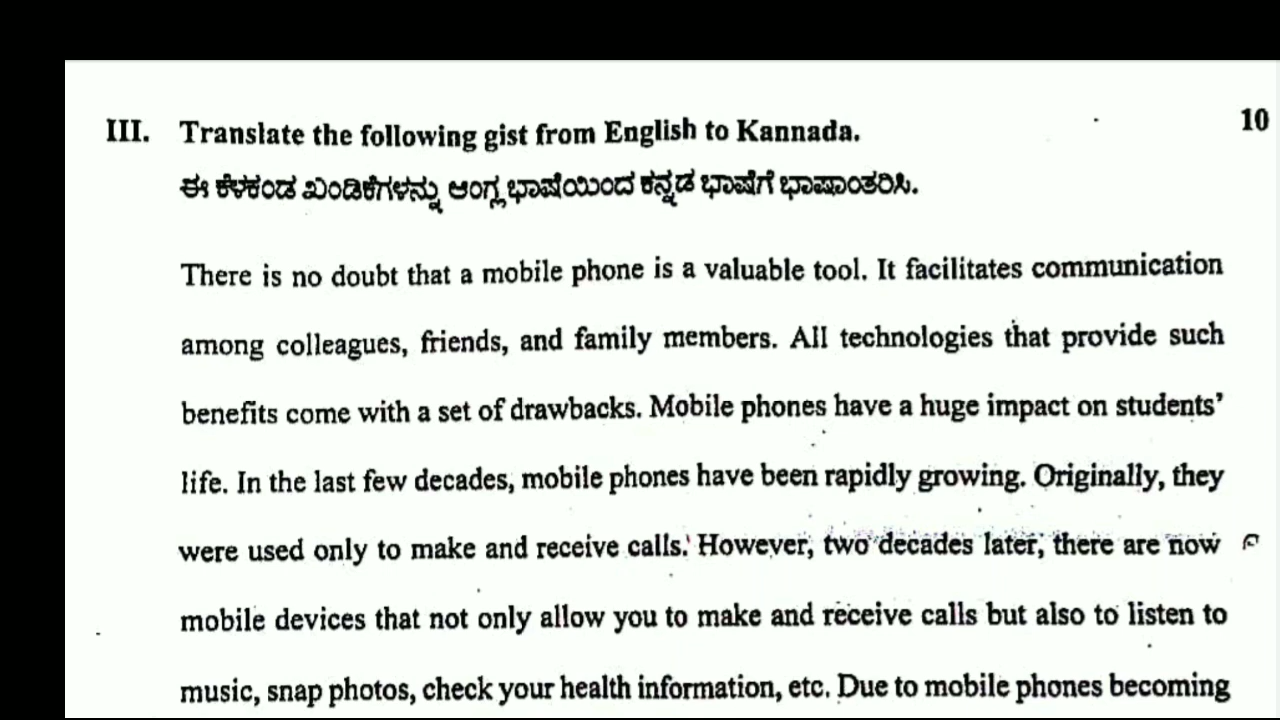 III. Translate the following gist from English to Kannada. 10
ಈ ಕೆಳಕಂಡ ಖಂಡಿಕೆಗಳನ್ನು ಆಂಗ್ಲ ಭಾಷೆಯಿಂದ ಕನ್ನಡ ಭಾಷೆಗೆ ಭಾಷಾಂತರಿಸಿ.
There is no doubt that a mobile phone is a valuable tool. It facilitates communication
among colleagues, friends, and family members. All technologies that provide such
benefits come with a set of drawbacks. Mobile phones have a huge impact on students’
life. In the last few decades, mobile phones have been rapidly growing. Originally, they
were used only to make and receive calls. However, two decades later, there are now
mobile devices that not only allow you to make and receive calls but also to listen to
music, snap photos, check your health information, etc. Due to mobile phones becoming